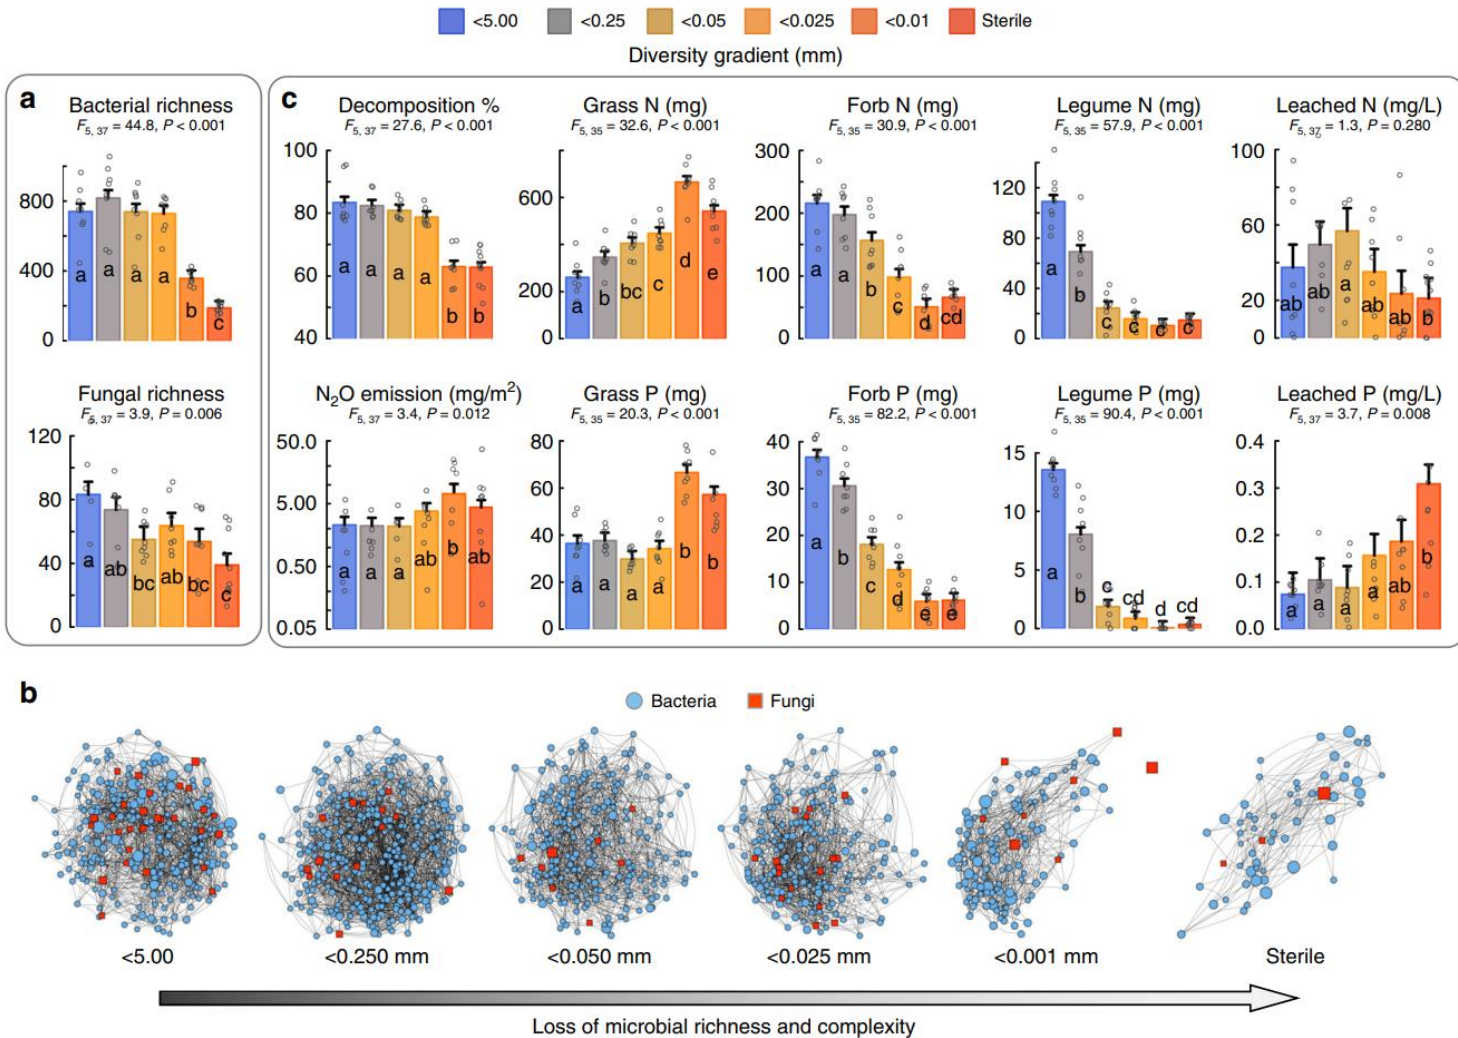 <5.00 <0.25 <0.05 <0.025 <0.01 Sterile
Diversity gradient (mm)
a
Bacterial richness
F5, 37 = 44.8, P < 0.001
800
400
0
a a a a b c
Fungal richness
F5, 37 = 3.9, P = 0.006
120
80
40
0
a ab bc ab bc c
c
Decomposition %
F5, 37 = 27.6, P < 0.001
100
80
60
40
a a a a b b
Grass N (mg)
F5, 35 = 32.6, P < 0.001
600
200
0
a b bc c d e
Forb N (mg)
F5, 35 = 30.9, P < 0.001
300
200
100
0
a a b c d cd
Legume N (mg)
F5, 35 = 57.9, P < 0.001
120
80
40
0
a b c c c c
Leached N (mg/L)
F5, 37 = 1.3, P = 0.280
100
60
20
0
ab ab a ab ab b
N2O emission (mg/m²)
F5, 37 = 3.4, P = 0.012
50.0
5.00
0.50
0.05
a a a ab b ab
Grass P (mg)
F5, 35 = 20.3, P < 0.001
80
60
40
20
0
a a a a b b
Forb P (mg)
F5, 35 = 82.2, P < 0.001
40
30
20
10
0
a b c d e e
Legume P (mg)
F5, 35 = 90.4, P < 0.001
15
10
5
0
a b c cd d cd
Leached P (mg/L)
F5, 37 = 3.7, P = 0.008
0.4
0.3
0.2
0.1
0.0
a a a a ab b
b
Bacteria Fungi
<5.00 <0.250 mm <0.050 mm <0.025 mm <0.001 mm Sterile
Loss of microbial richness and complexity